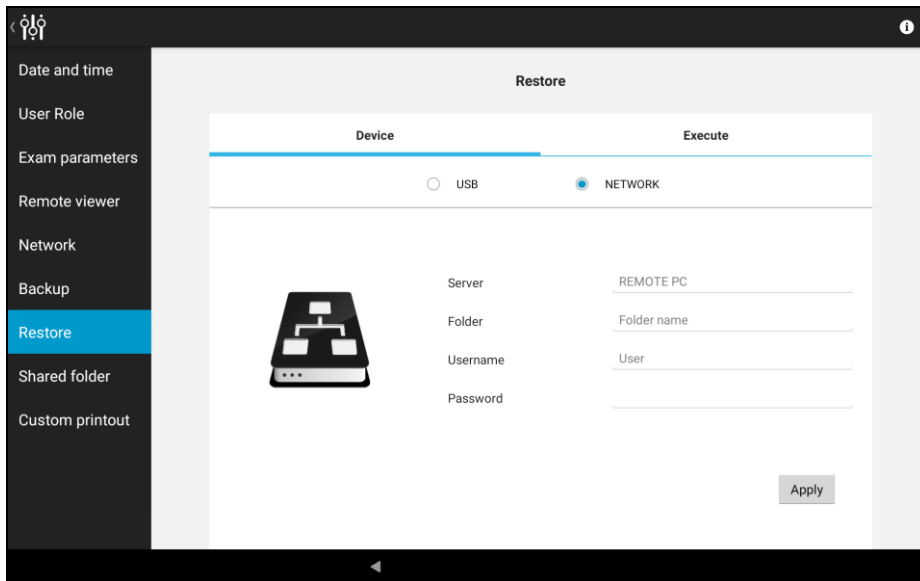 Date and time
User Role
Exam parameters
Remote viewer
Network
Backup
Restore
Shared folder
Custom printout
Restore
Device Execute
USB NETWORK
Server REMOTE PC
Folder Folder name
Username User
Password
Apply